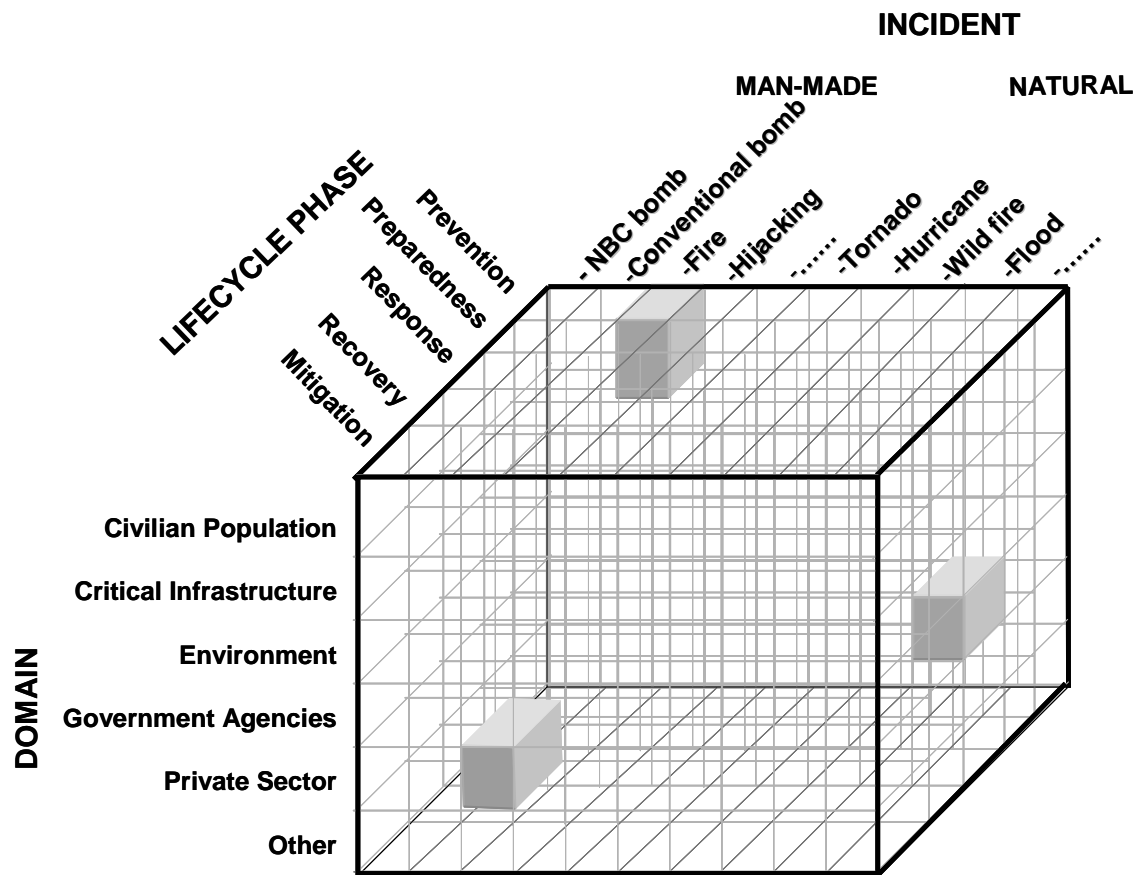 INCIDENT
MAN-MADE
NATURAL
LIFECYCLE PHASE
Prevention
Preparedness
Response
Recovery
Mitigation
- NBC bomb
-Conventional bomb
-Fire
-Hijacking
-.....
-Tornado
-Hurricane
-Wild fire
-Flood
-.....
DOMAIN
Civilian Population
Critical Infrastructure
Environment
Government Agencies
Private Sector
Other